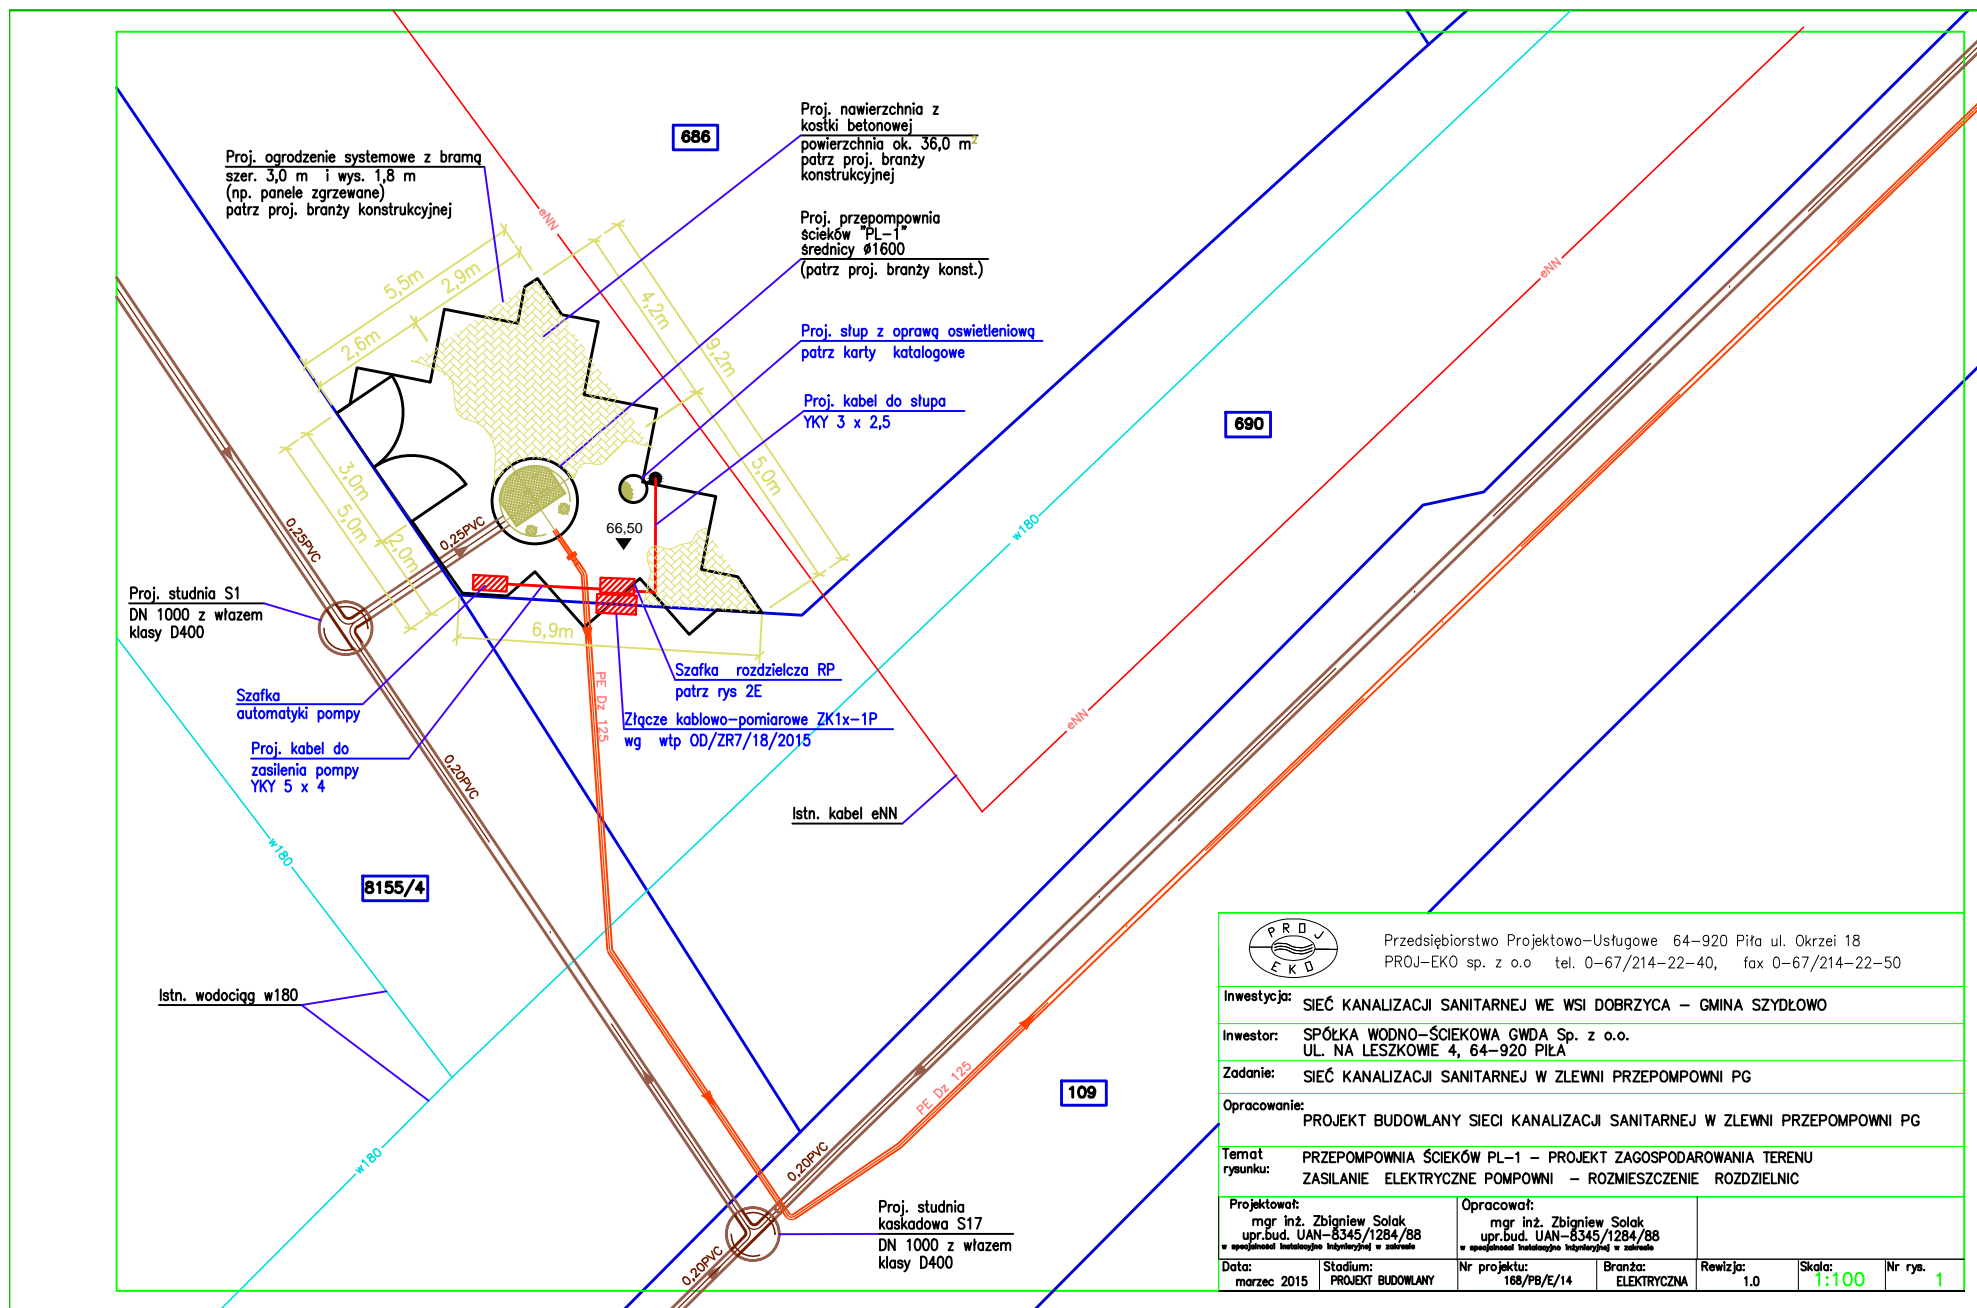 Proj. nawierzchnia z
kostki betonowej
powierzchnia ok. 36,0 m²
patrz proj. branży
konstrukcyjnej
686
Proj. ogrodzenie systemowe z bramą
szer. 3,0 m i wys. 1,8 m
(np. panele zgrzewane)
patrz proj. branży konstrukcyjnej
Proj. przepompownia
ścieków "PL-1"
średnicy ø1600
(patrz proj. branży konst.)
eNN
eNN
5,5m
2,9m
2,6m
4,2m
9,2m
5,0m
Proj. słup z oprawą oswietleniową
patrz karty katalogowe
Proj. kabel do słupa
YKY 3 x 2,5
690
3,0m
5,0m
2,0m
0,25PVC
0,25PVC
66,50
w180
Proj. studnia S1
DN 1000 z włazem
klasy D400
6,9m
Szafka rozdzielcza RP
patrz rys 2E
PE Dz 125
Szafka
automatyki pompy
Złącze kablowo-pomiarowe ZK1x-1P
wg wtp OD/ZR7/18/2015
eNN
Proj. kabel do
zasilenia pompy
YKY 5 x 4
0,20PVC
Istn. kabel eNN
w180
8155/4
Istn. wodociąg w180
109
PE Dz 125
w180
0,20PVC
Proj. studnia
kaskadowa S17
DN 1000 z włazem
klasy D400
0,20PVC
PROJ
EKO
Przedsiębiorstwo Projektowo-Usługowe 64-920 Piła ul. Okrzei 18
PROJ-EKO sp. z o.o tel. 0-67/214-22-40, fax 0-67/214-22-50
Inwestycja: SIEĆ KANALIZACJI SANITARNEJ WE WSI DOBRZYCA - GMINA SZYDŁOWO
Inwestor: SPÓŁKA WODNO-ŚCIEKOWA GWDA Sp. z o.o.
UL. NA LESZKOWIE 4, 64-920 PIŁA
Zadanie: SIEĆ KANALIZACJI SANITARNEJ W ZLEWNI PRZEPOMPOWNI PG
Opracowanie: PROJEKT BUDOWLANY SIECI KANALIZACJI SANITARNEJ W ZLEWNI PRZEPOMPOWNI PG
Temat rysunku: PRZEPOMPOWNIA ŚCIEKÓW PL-1 - PROJEKT ZAGOSPODAROWANIA TERENU
ZASILANIE ELEKTRYCZNE POMPOWNI - ROZMIESZCZENIE ROZDZIELNIC
Projektował:
mgr inż. Zbigniew Solak
upr.bud. UAN-8345/1284/88
w specjalności instalacyjno inżynieryjnej w zakresie
Opracował:
mgr inż. Zbigniew Solak
upr.bud. UAN-8345/1284/88
w specjalności instalacyjno inżynieryjnej w zakresie
Data: marzec 2015
Stadium: PROJEKT BUDOWLANY
Nr projektu: 168/PB/E/14
Branża: ELEKTRYCZNA
Rewizja: 1.0
Skala: 1:100
Nr rys. 1